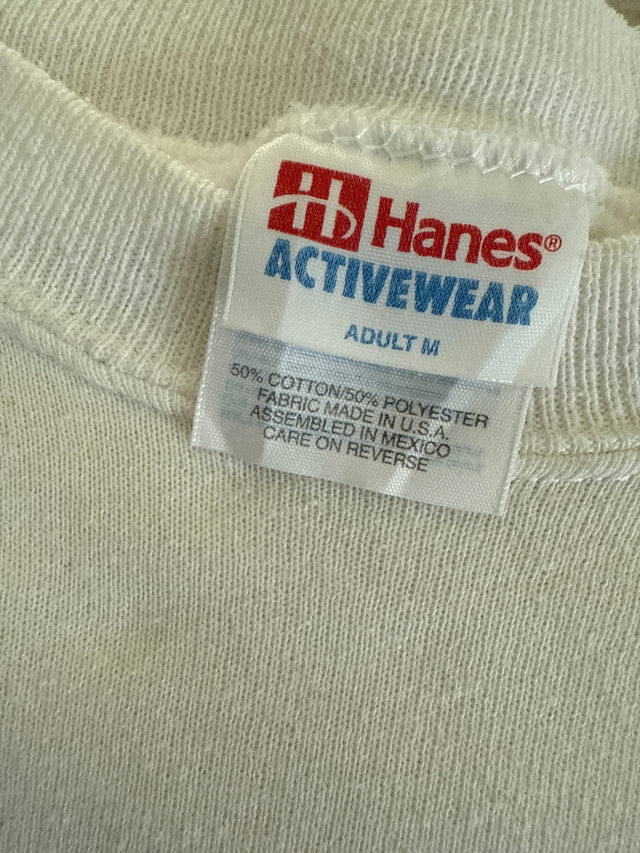 H Hanes®
ACTIVEWEAR
ADULT M
50% COTTON/50% POLYESTER
FABRIC MADE IN U.S.A.
ASSEMBLED IN MEXICO
CARE ON REVERSE